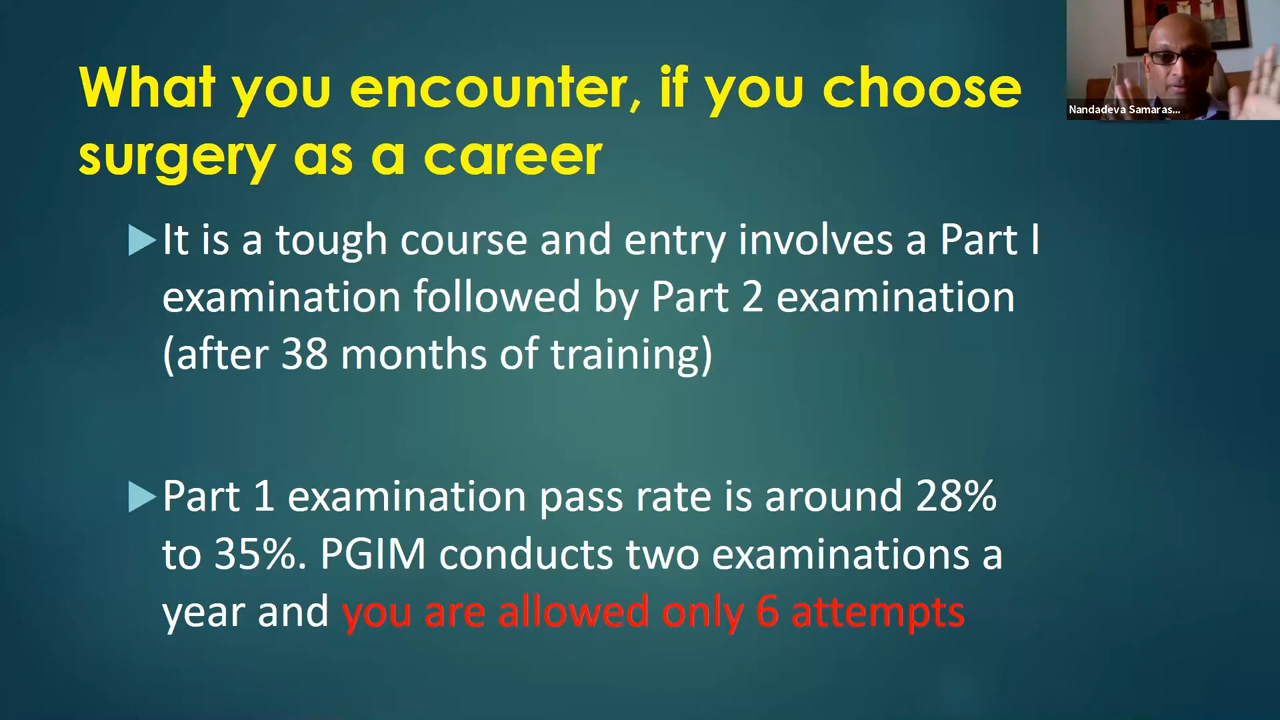 What you encounter, if you choose
surgery as a career
Nandadeva Samaras...
It is a tough course and entry involves a Part I
examination followed by Part 2 examination
(after 38 months of training)
Part 1 examination pass rate is around 28%
to 35%. PGIM conducts two examinations a
year and you are allowed only 6 attempts